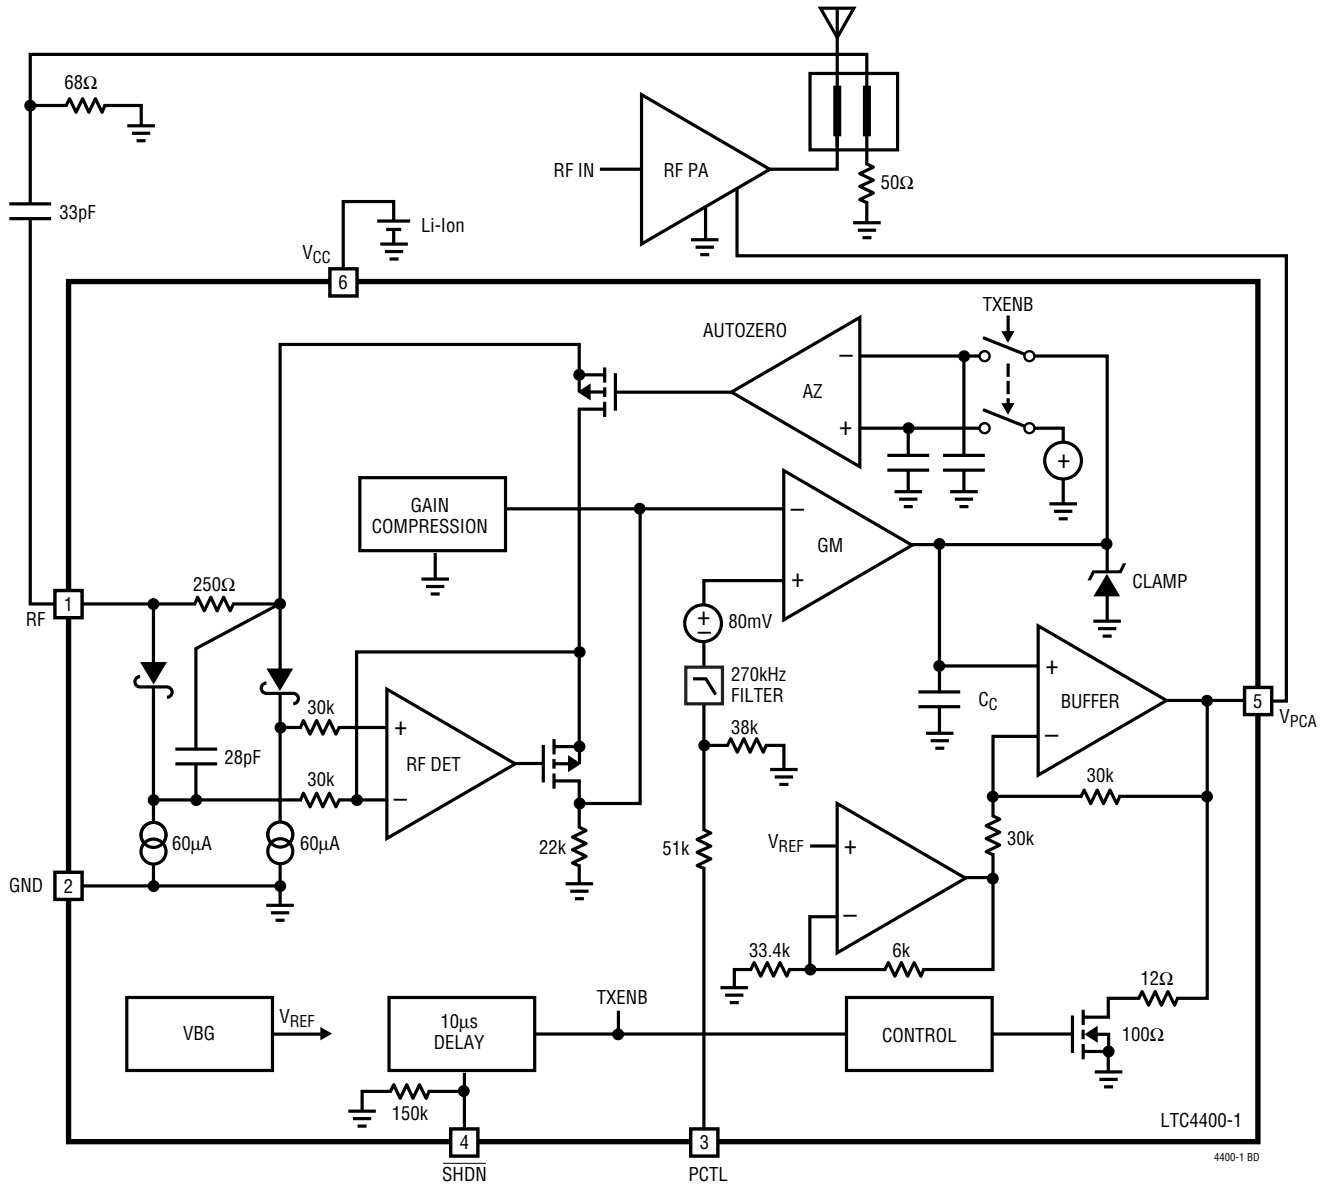 68Ω
RF IN
RF PA
50Ω
33pF
Li-Ion
VCC
6
TXENB
AUTOZERO
−
AZ
+
+
GAIN
COMPRESSION
−
GM
+
CLAMP
250Ω
1
RF
+
−
80mV
270kHz
FILTER
38k
+
BUFFER
−
CC
5
VPCA
30k
+
RF DET
−
28pF
30k
60µA
60µA
22k
51k
30k
30k
VREF
+
−
GND
2
33.4k
6k
12Ω
VBG
VREF
10µs
DELAY
TXENB
CONTROL
100Ω
150k
LTC4400-1
4
SHDN
3
PCTL
4400-1 BD